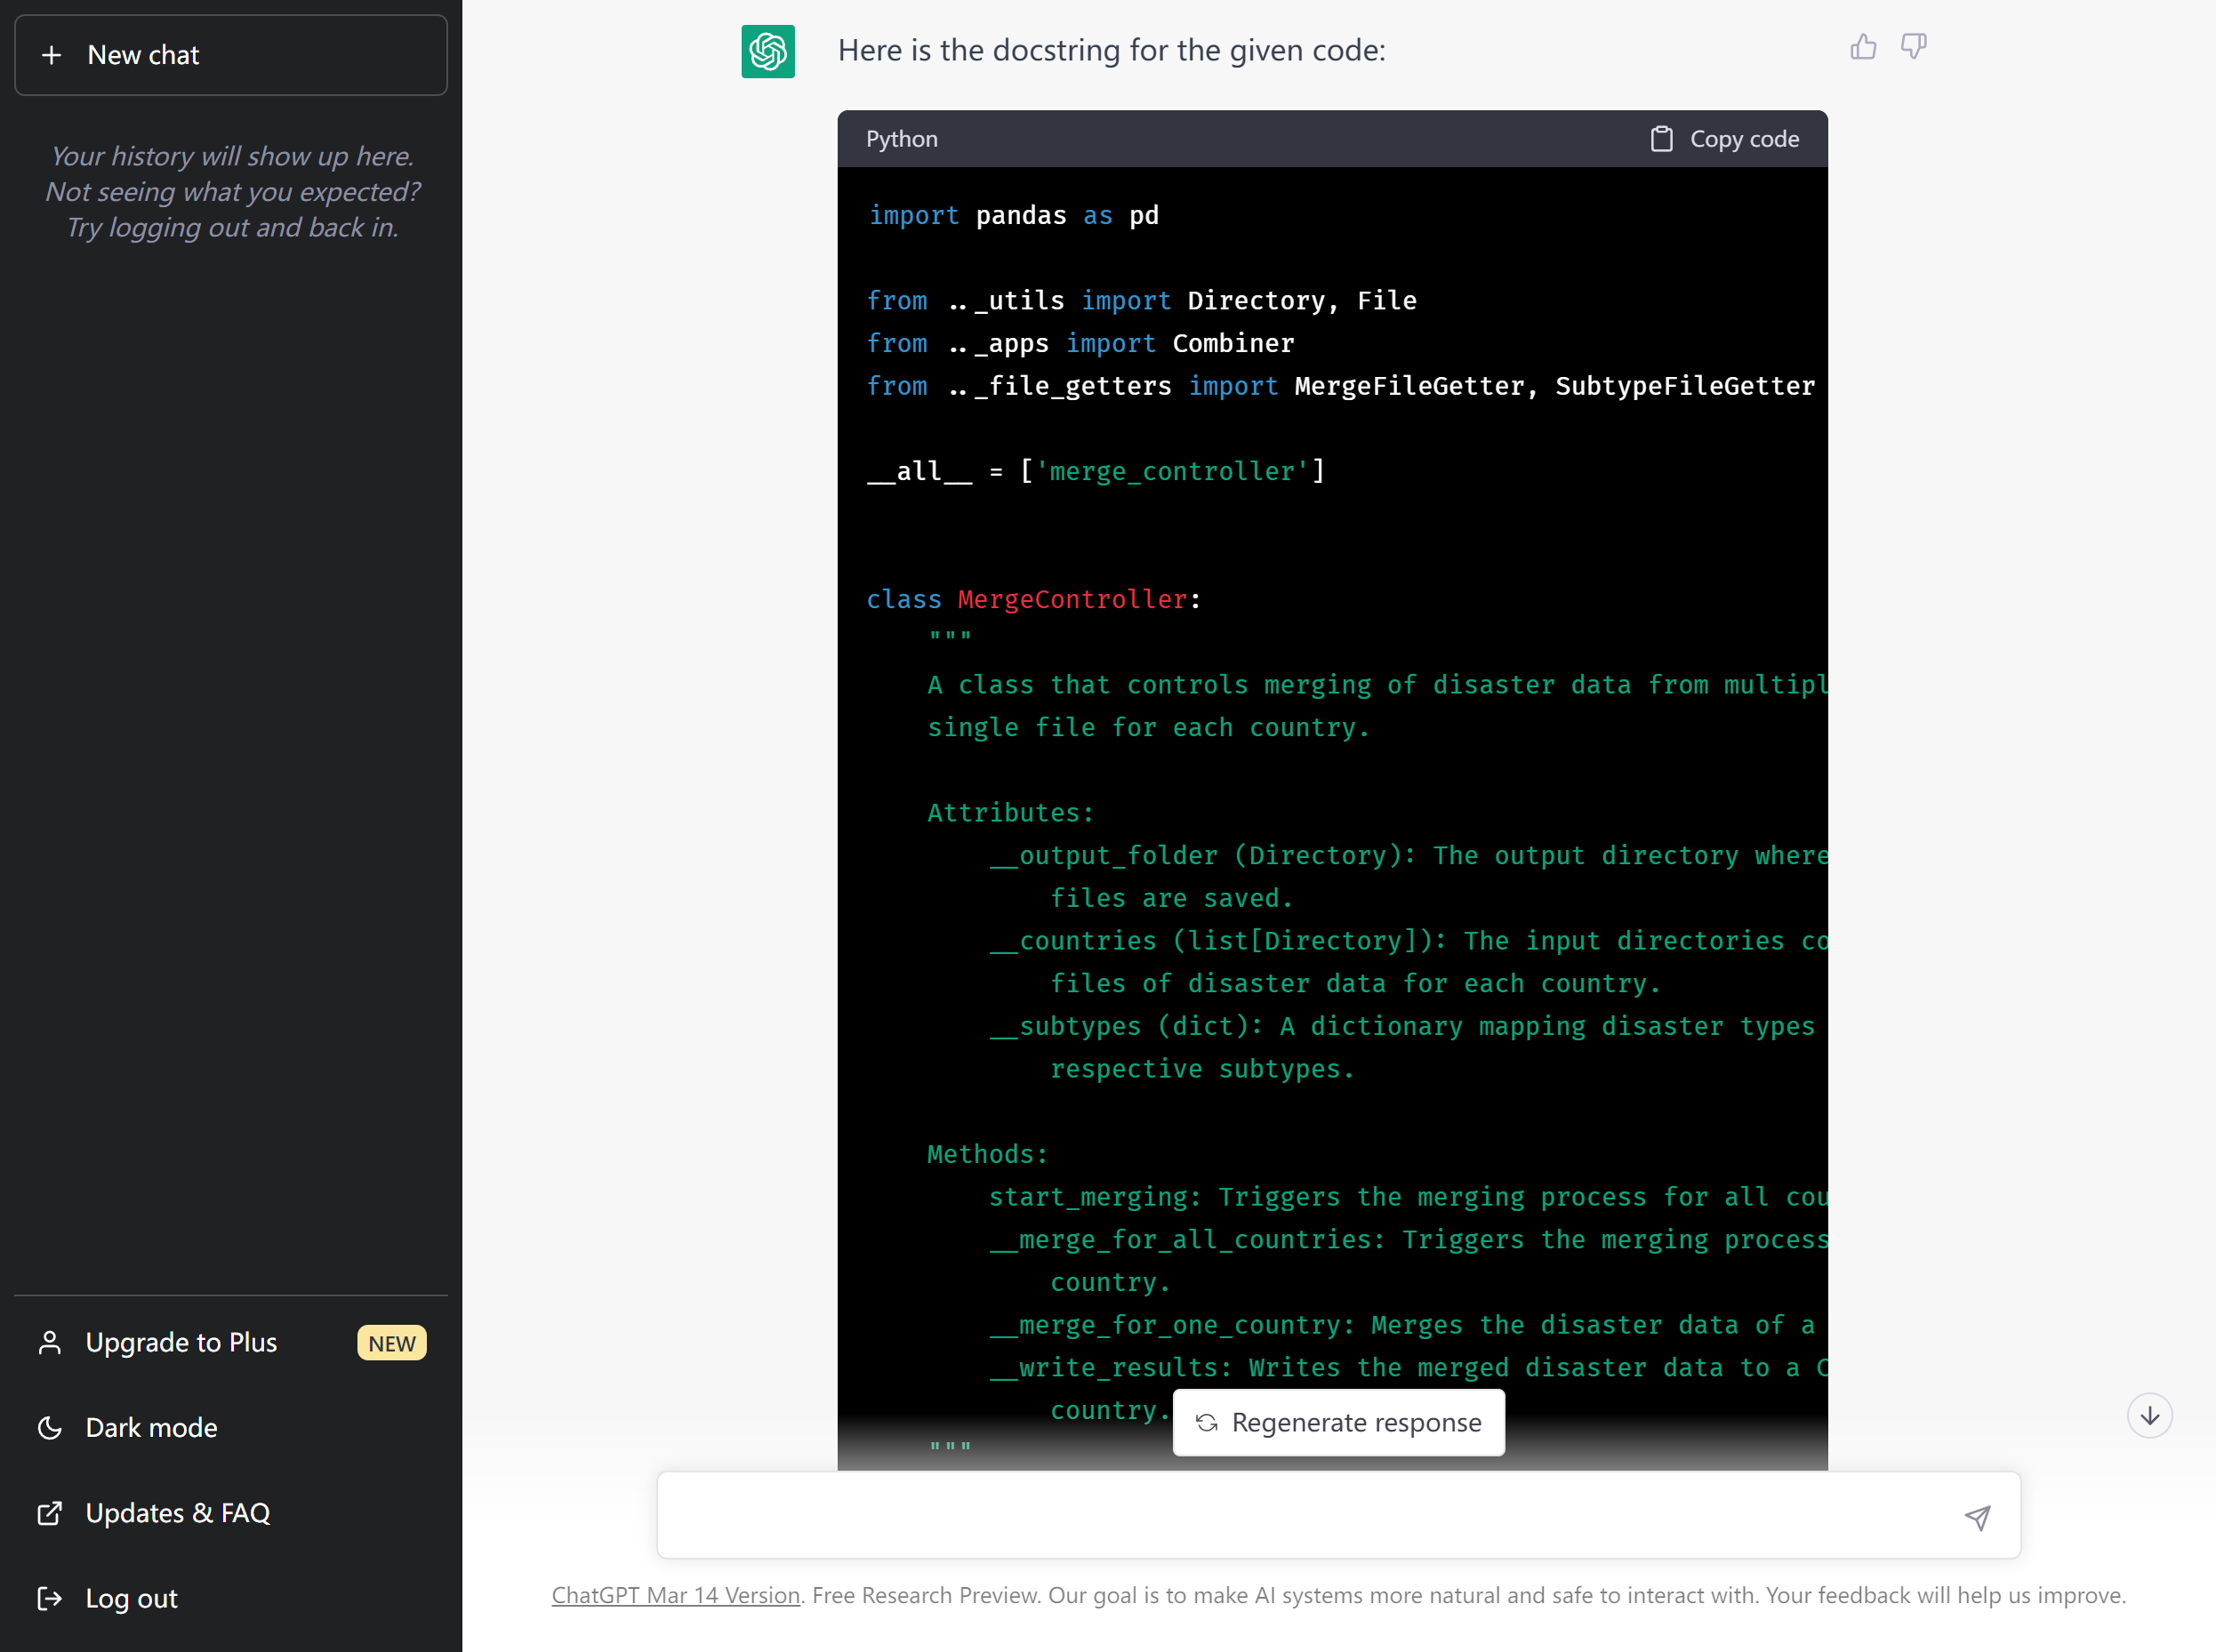 New chat
Your history will show up here.
Not seeing what you expected?
Try logging out and back in.
Upgrade to Plus NEW
Dark mode
Updates & FAQ
Log out
Here is the docstring for the given code:
Python Copy code
import pandas as pd
from .._utils import Directory, File
from .._apps import Combiner
from .._file_getters import MergeFileGetter, SubtypeFileGetter
__all__ = ['merge_controller']
class MergeController:
"""
A class that controls merging of disaster data from multipl
single file for each country.
Attributes:
__output_folder (Directory): The output directory where
files are saved.
__countries (list[Directory]): The input directories co
files of disaster data for each country.
__subtypes (dict): A dictionary mapping disaster types
respective subtypes.
Methods:
start_merging: Triggers the merging process for all cou
__merge_for_all_countries: Triggers the merging process
country.
__merge_for_one_country: Merges the disaster data of a
__write_results: Writes the merged disaster data to a C
country.
"""
Regenerate response
ChatGPT Mar 14 Version. Free Research Preview. Our goal is to make AI systems more natural and safe to interact with. Your feedback will help us improve.